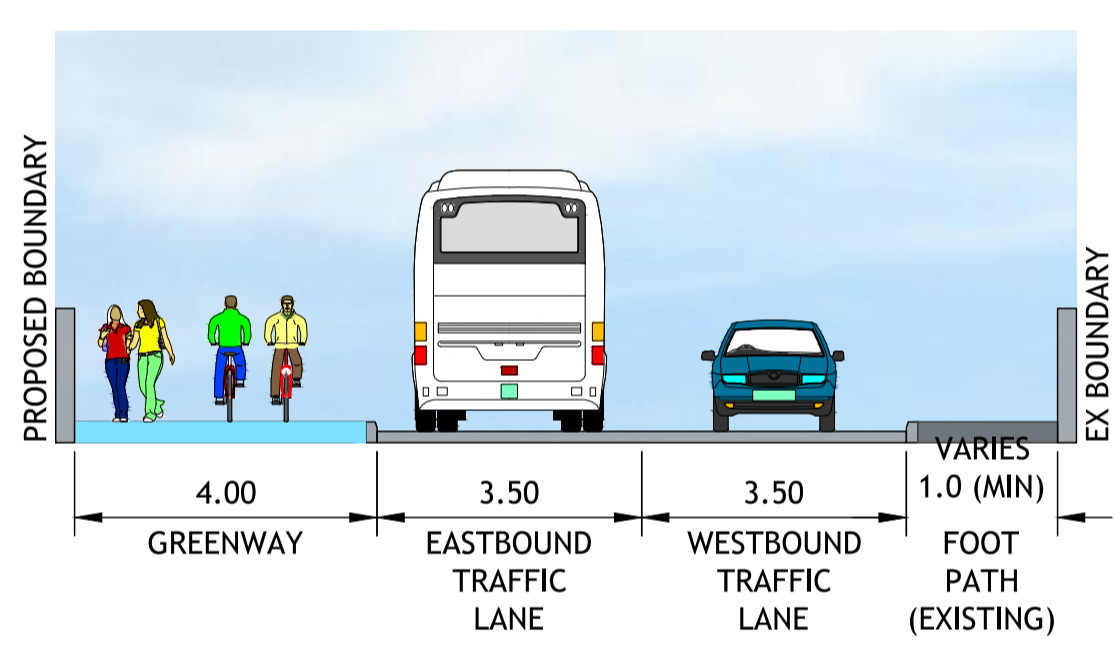 PROPOSED BOUNDARY
EX BOUNDARY
4.00
GREENWAY
3.50
EASTBOUND
TRAFFIC
LANE
3.50
WESTBOUND
TRAFFIC
LANE
VARIES
1.0 (MIN)
FOOT
PATH
(EXISTING)